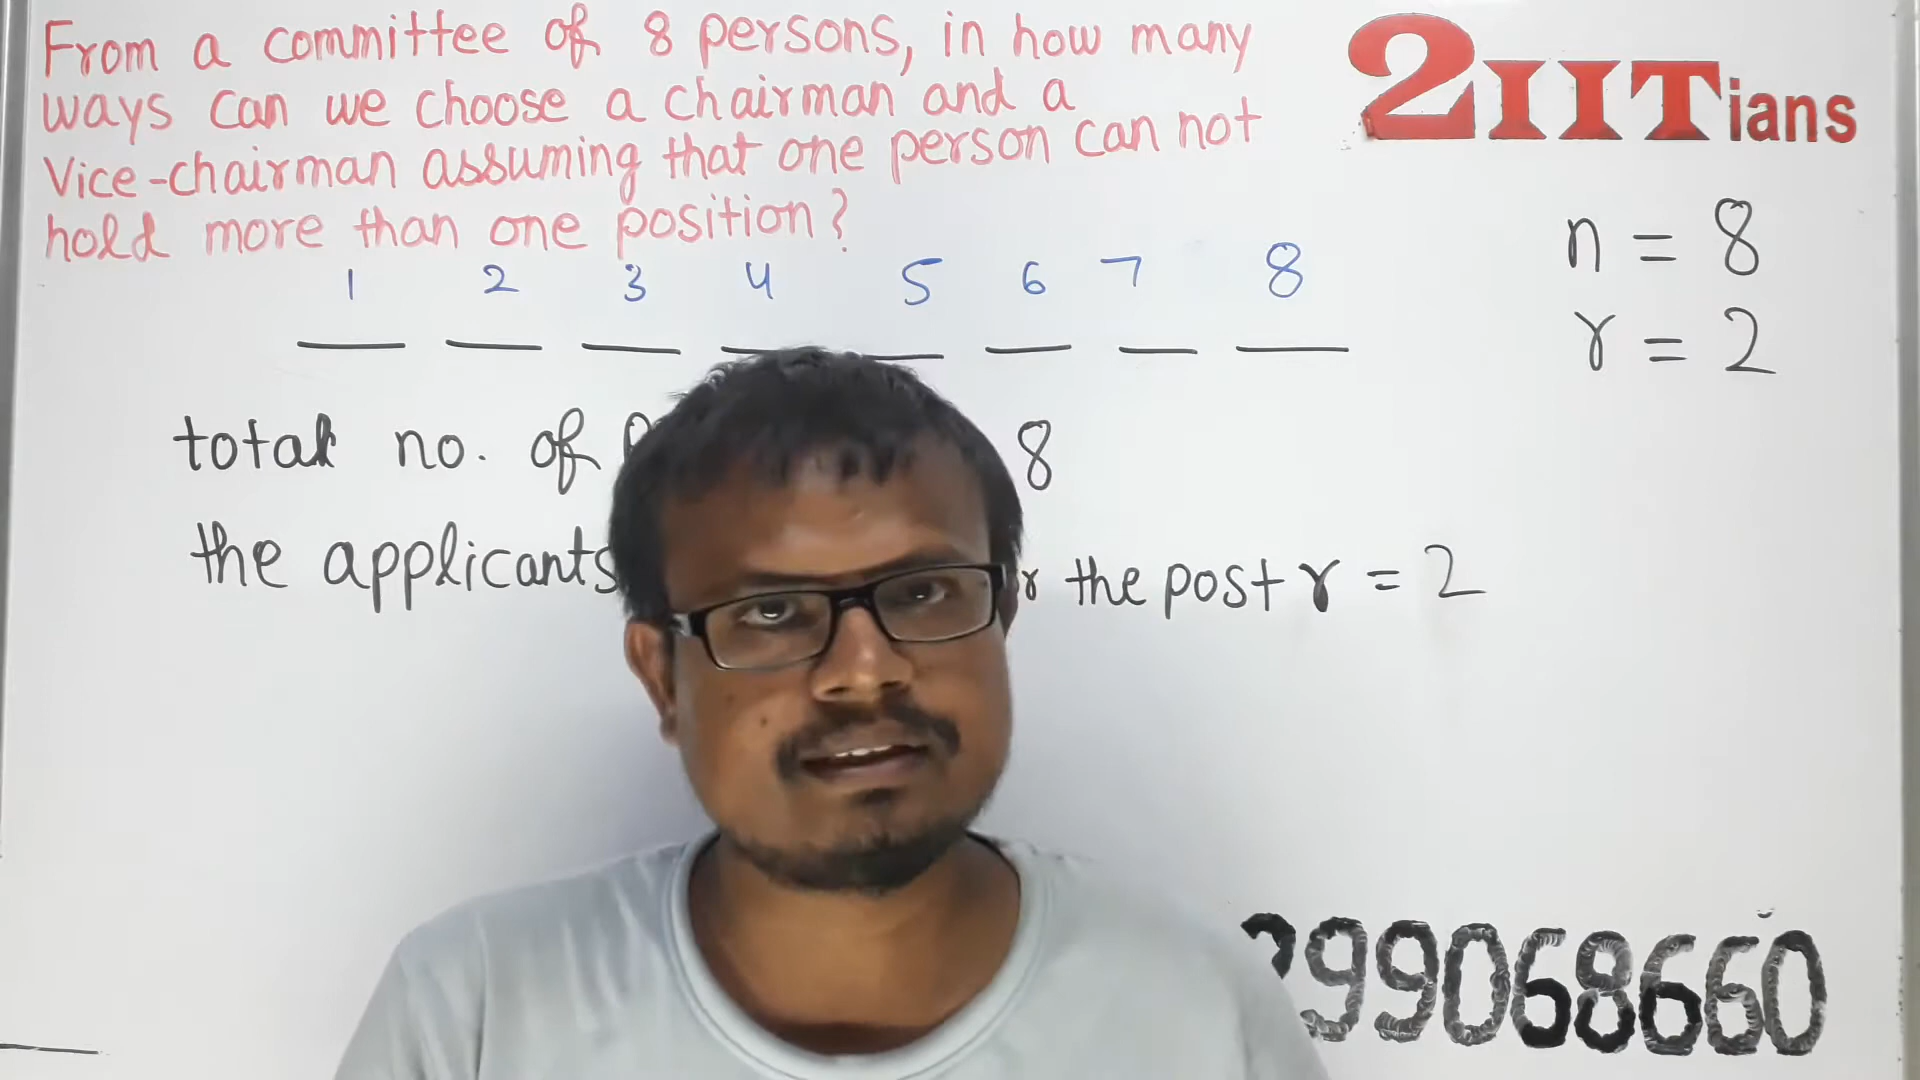 From a committee of 8 persons, in how many
ways can we choose a chairman and a
Vice-chairman assuming that one person can not
hold more than one position?
2IITians
n = 8
r = 2
1 2 3 4 5 6 7 8
total no. of 8
the applicants the post r = 2
99068660